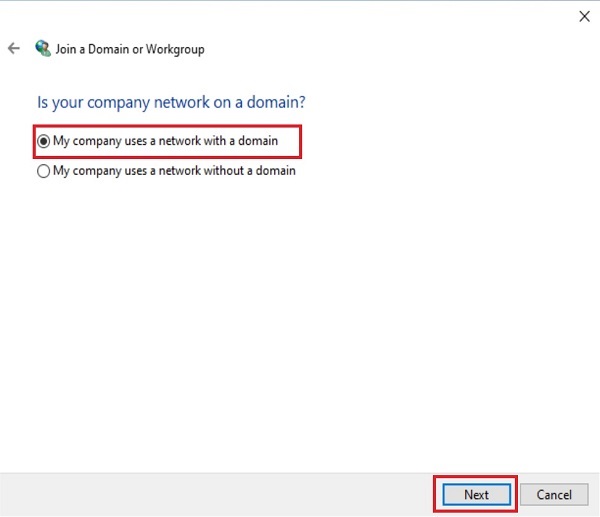 Join a Domain or Workgroup
Is your company network on a domain?
My company uses a network with a domain
My company uses a network without a domain
Next Cancel